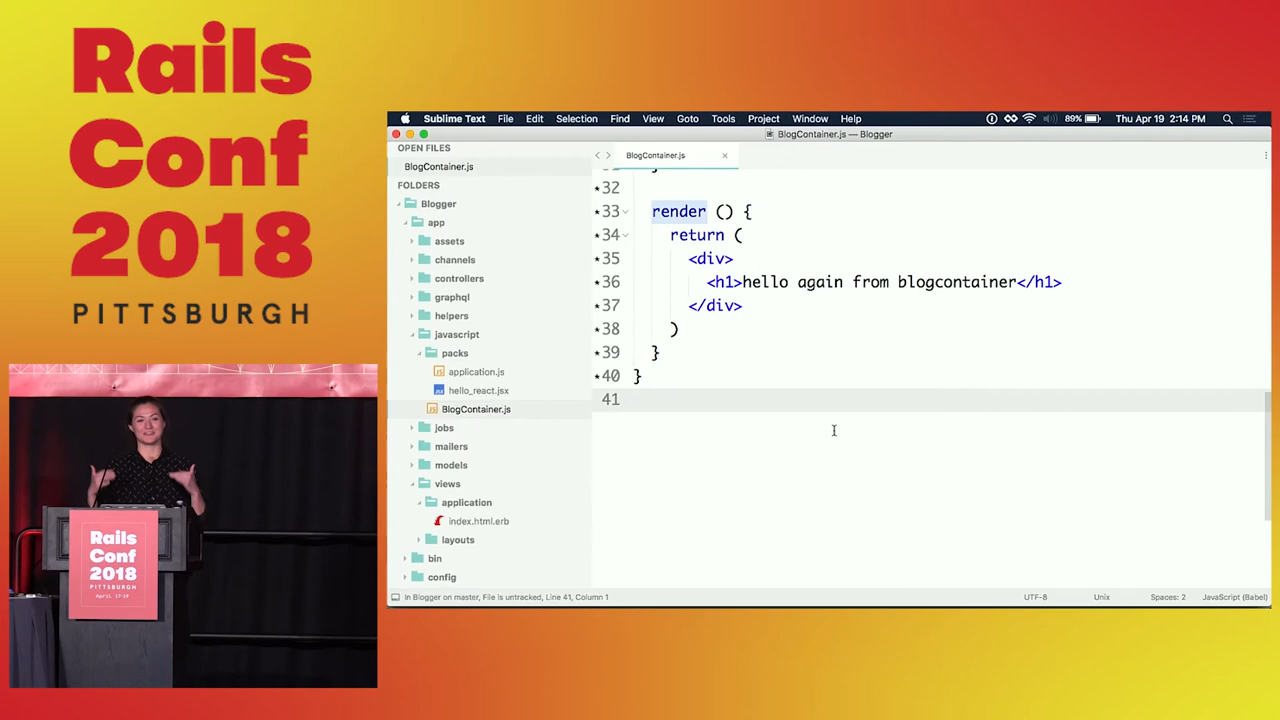 Rails
Conf
2018
PITTSBURGH
Sublime Text File Edit Selection Find View Goto Tools Project Window Help 89% Thu Apr 19 2:14 PM
BlogContainer.js — Blogger
OPEN FILES
BlogContainer.js
FOLDERS
Blogger
app
assets
channels
controllers
graphql
helpers
javascript
packs
application.js
hello_react.jsx
BlogContainer.js
jobs
mailers
models
views
application
index.html.erb
layouts
bin
config
BlogContainer.js ×
32
33 render () {
34 return (
35 <div>
36 <h1>hello again from blogcontainer</h1>
37 </div>
38 )
39 }
40 }
41
In Blogger on master, File is untracked, Line 41, Column 1 UTF-8 Unix Spaces: 2 JavaScript (Babel)
Rails
Conf
2018
PITTSBURGH
April 17-19